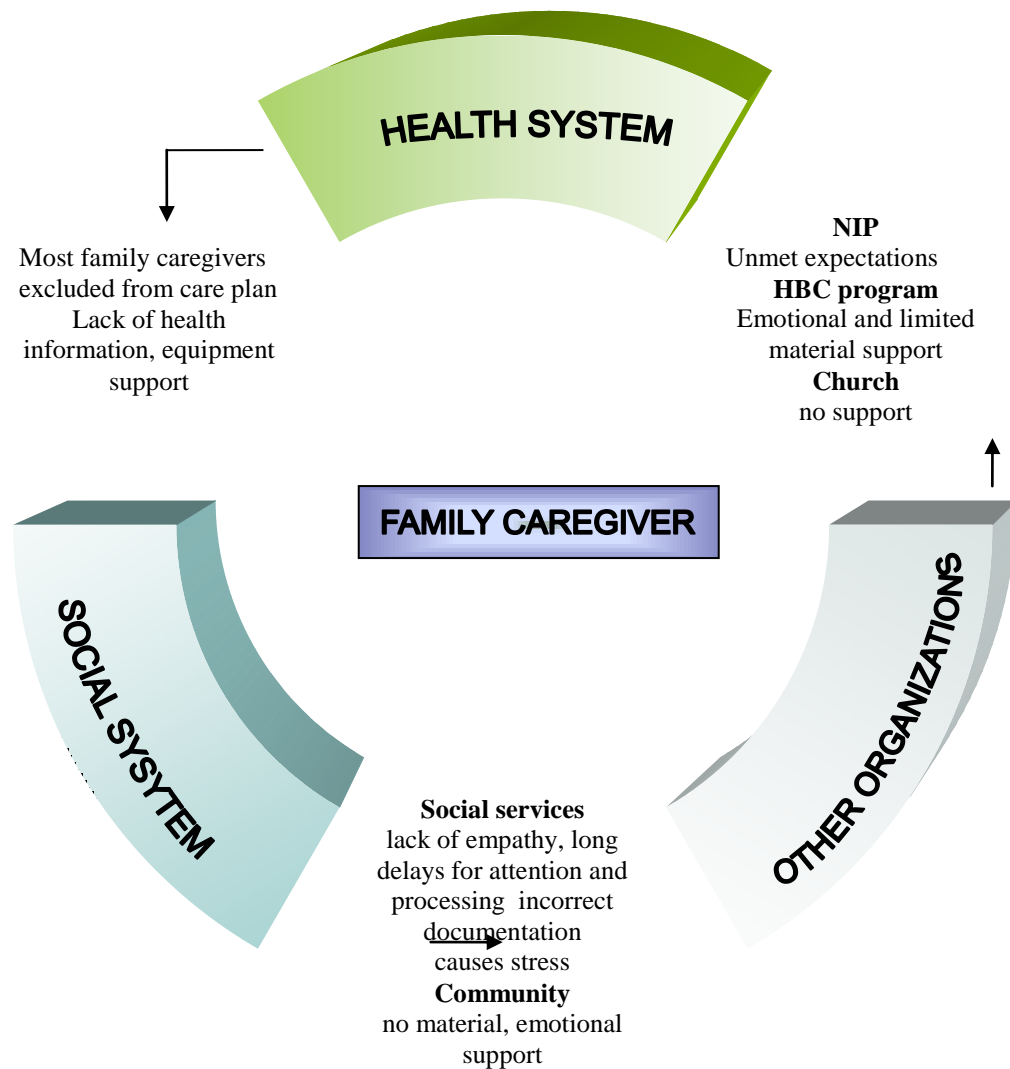 HEALTH SYSTEM
Most family caregivers
excluded from care plan
Lack of health
information, equipment
support
NIP
Unmet expectations
HBC program
Emotional and limited
material support
Church
no support
FAMILY CAREGIVER
SOCIAL SYSYTEM
OTHER ORGANIZATIONS
Social services
lack of empathy, long
delays for attention and
processing incorrect
documentation
causes stress
Community
no material, emotional
support